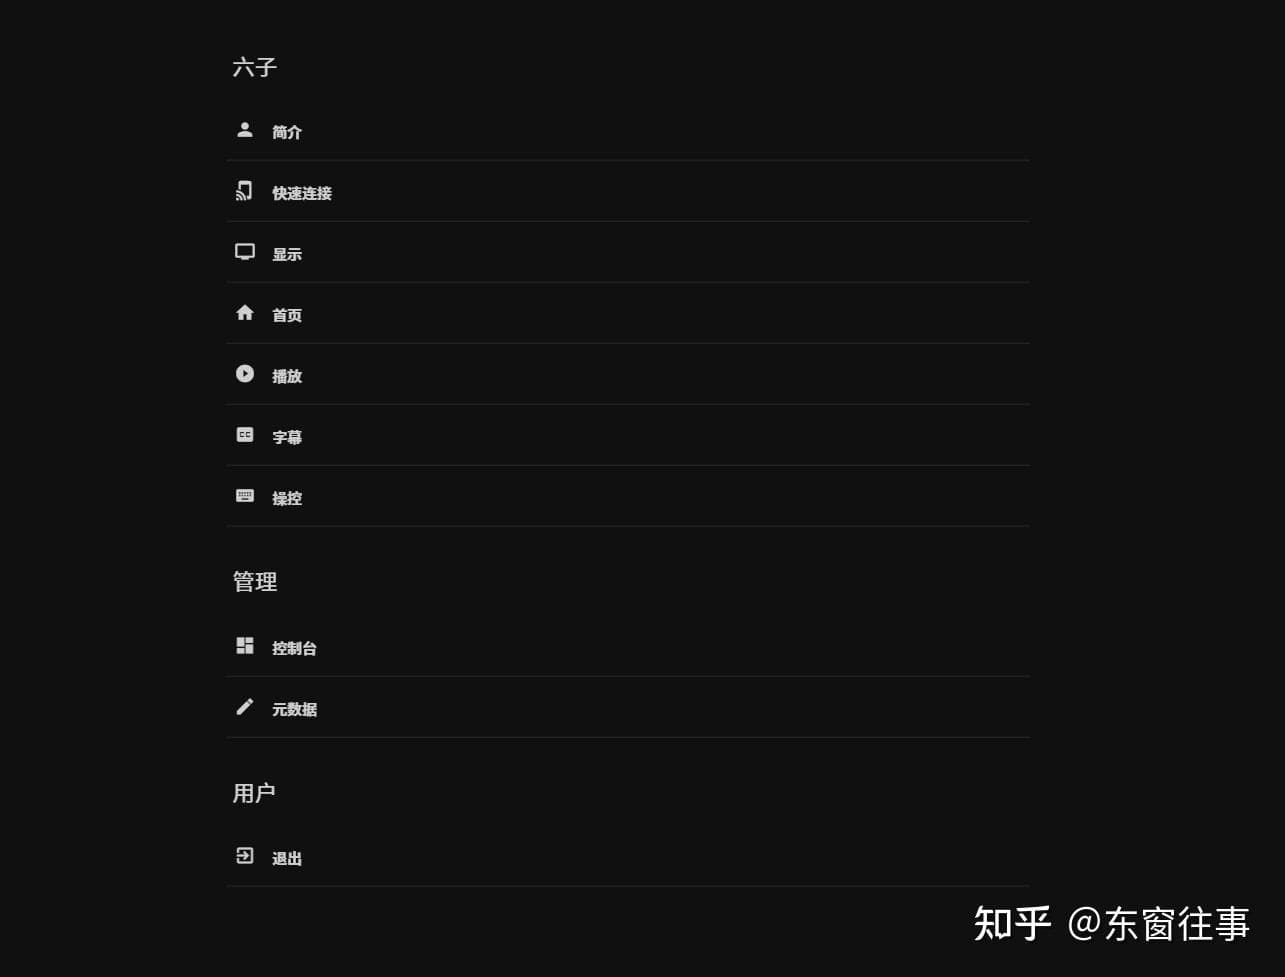 六子
简介
快速连接
显示
首页
播放
字幕
操控
管理
控制台
元数据
用户
退出
知乎 @东窗往事